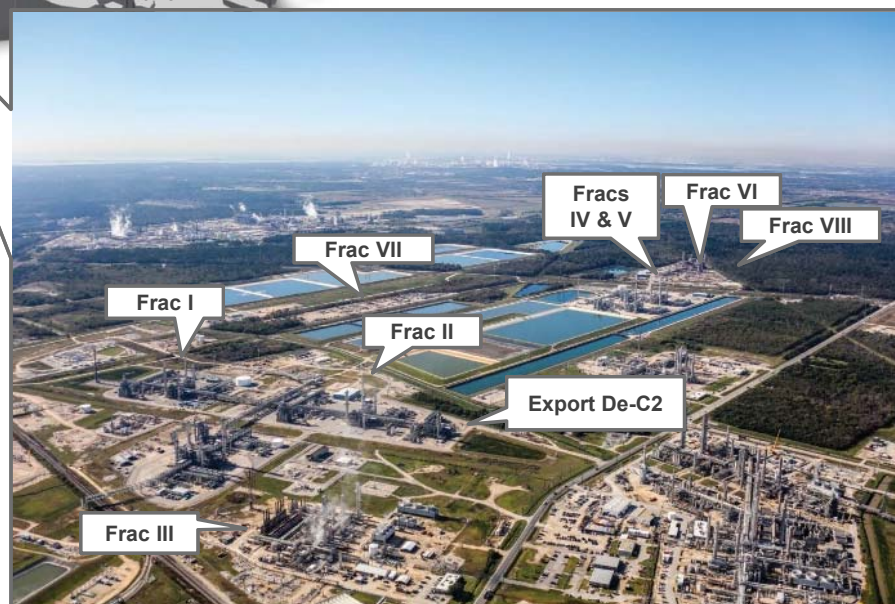 Fracs
IV & V
Frac VI
Frac VIII
Frac VII
Frac I
Frac II
Export De-C2
Frac III